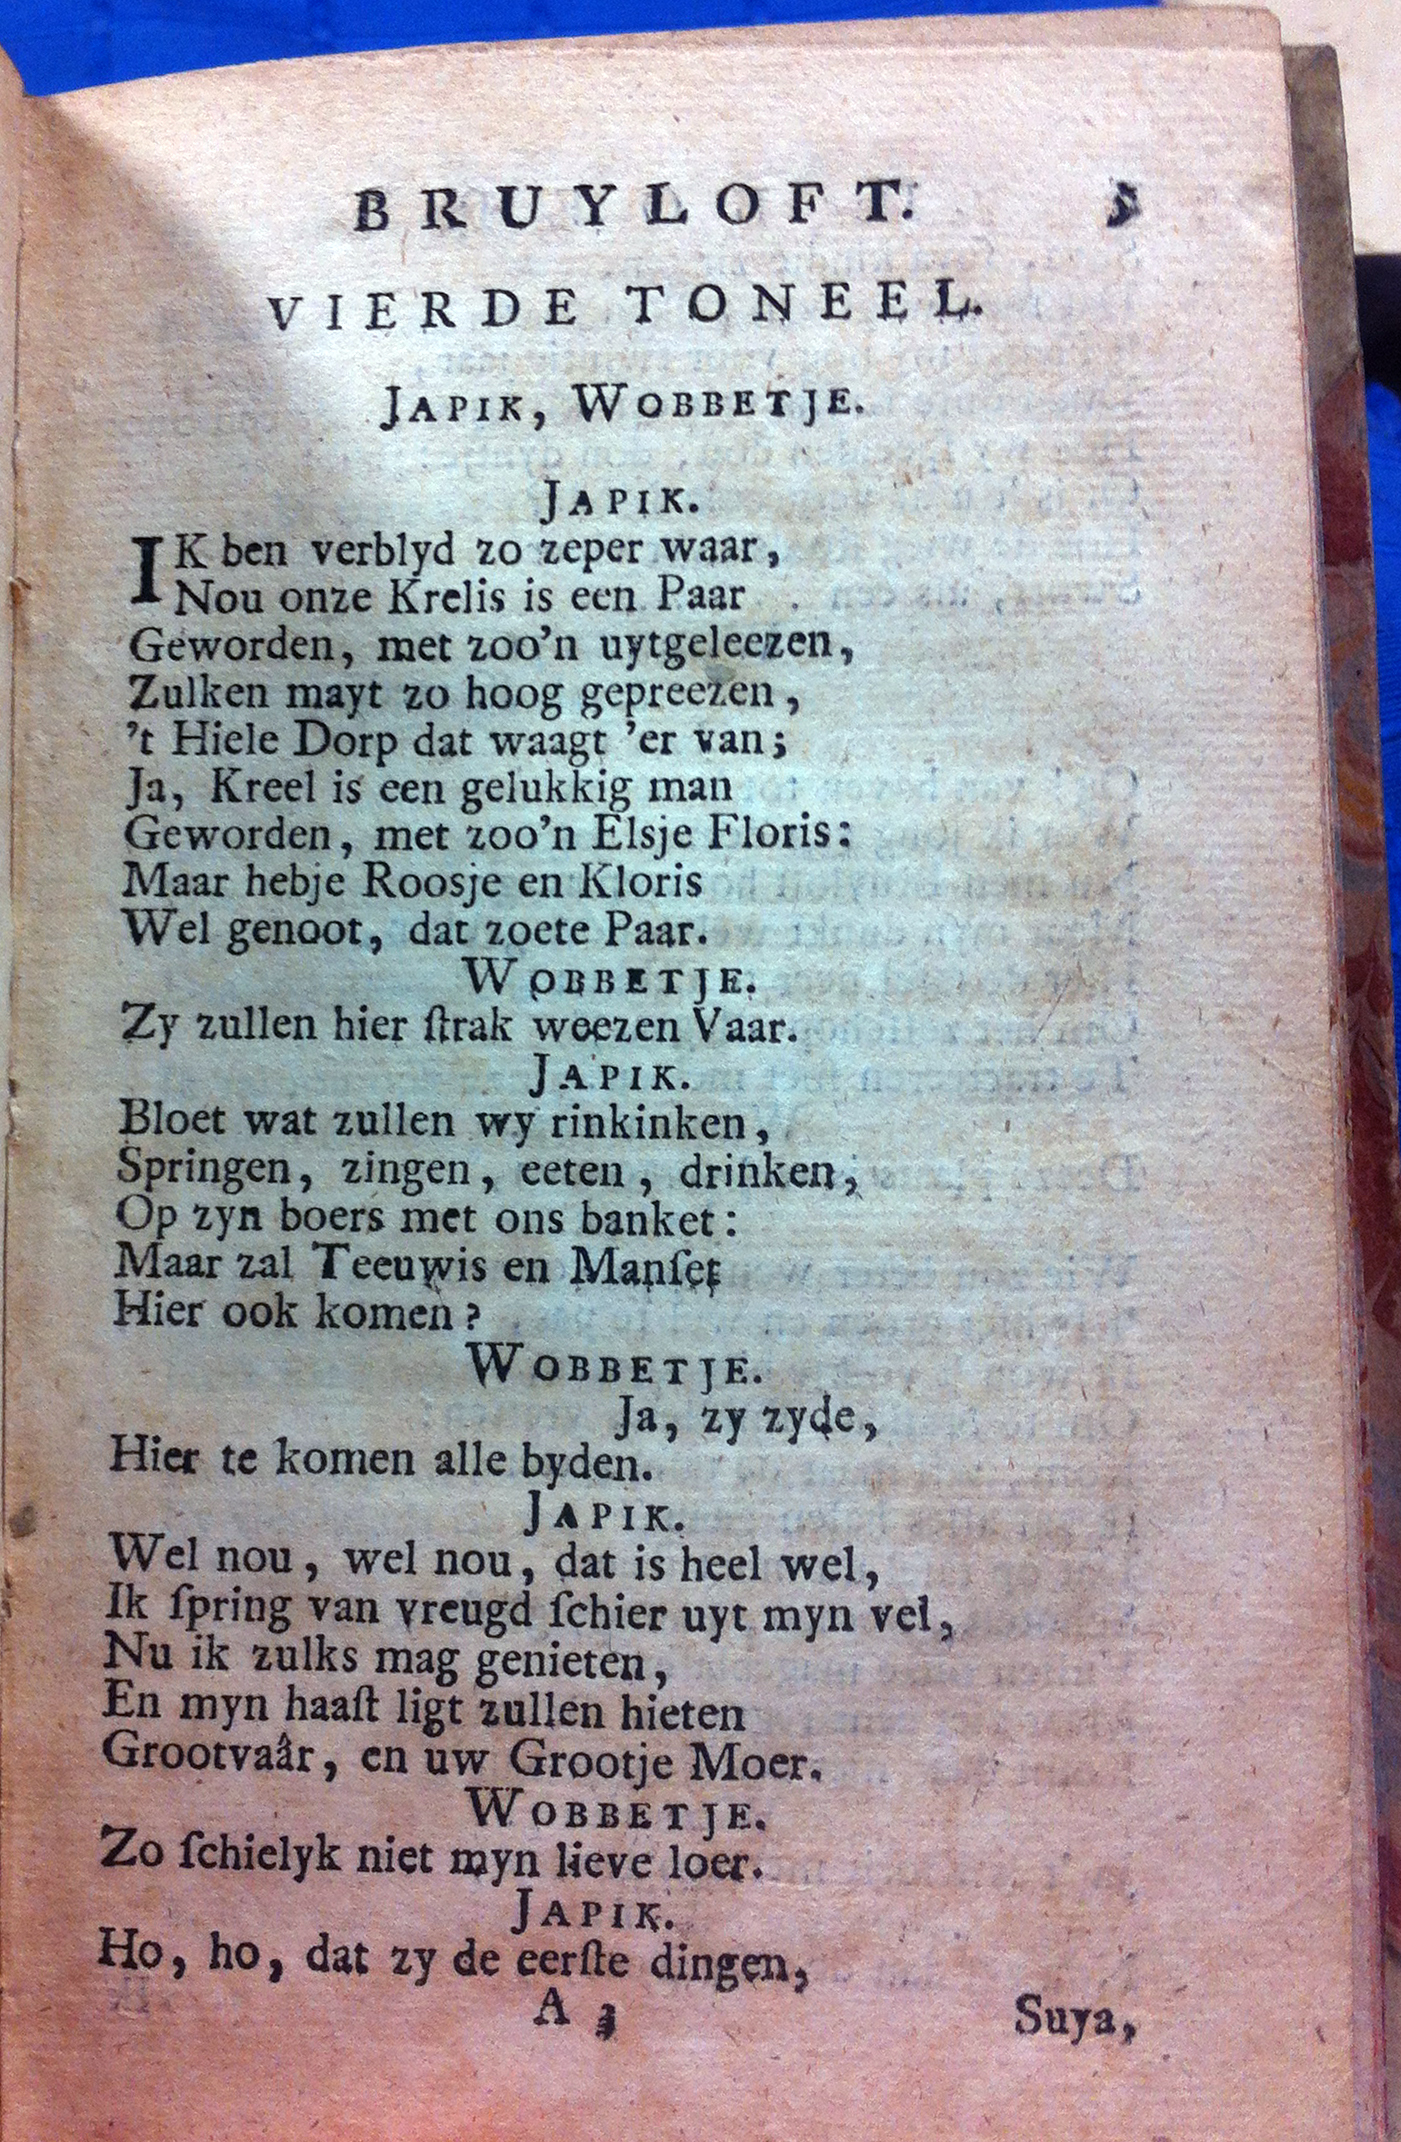 BRUYLOFT. 5
VIERDE TONEEL.
JAPIK, WOBBETJE.
JAPIK.
IK ben verblyd zo zeper waar,
Nou onze Krelis is een Paar
Geworden, met zoo'n uytgeleezen,
Zulken mayt zo hoog gepreezen,
't Hiele Dorp dat waagt 'er van;
Ja, Kreel is een gelukkig man
Geworden, met zoo'n Elsje Floris:
Maar hebje Roosje en Kloris
Wel genoot, dat zoete Paar.
WOBBETJE.
Zy zullen hier ſtrak weezen Vaar.
JAPIK.
Bloet wat zullen wy rinkinken,
Springen, zingen, eeten, drinken,
Op zyn boers met ons banket:
Maar zal Teeuwis en Manſet
Hier ook komen?
WOBBETJE.
Ja, zy zyde,
Hier te komen alle byden.
JAPIK.
Wel nou, wel nou, dat is heel wel,
Ik ſpring van vreugd ſchier uyt myn vel,
Nu ik zulks mag genieten,
En myn haaſt ligt zullen hieten
Grootvaâr, en uw Grootje Moer.
WOBBETJE.
Zo ſchielyk niet myn lieve loer.
JAPIK.
Ho, ho, dat zy de eerſte dingen,
A 3 Suya,